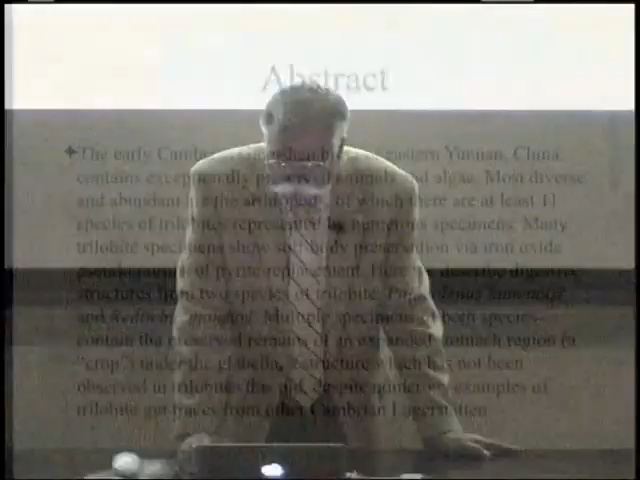 Abstract
The early eastern Yunnan, China,
contains exceptionally preserved animals and algae. Most diverse
and abundant are the arthropods, of which there are at least 11
species of trilobites represented by numerous specimens. Many
trilobite specimens show soft-body preservation via iron oxide
of pyrite replacement. Here we describe digestive
structures from two species of trilobite,
and Multiple specimens of both species
contain the preserved remains of an expanded stomach region (a
"crop") under the glabella, a structure which has not been
observed in trilobites despite numerous examples of
trilobite gut traces from other Cambrian Lagerstätten